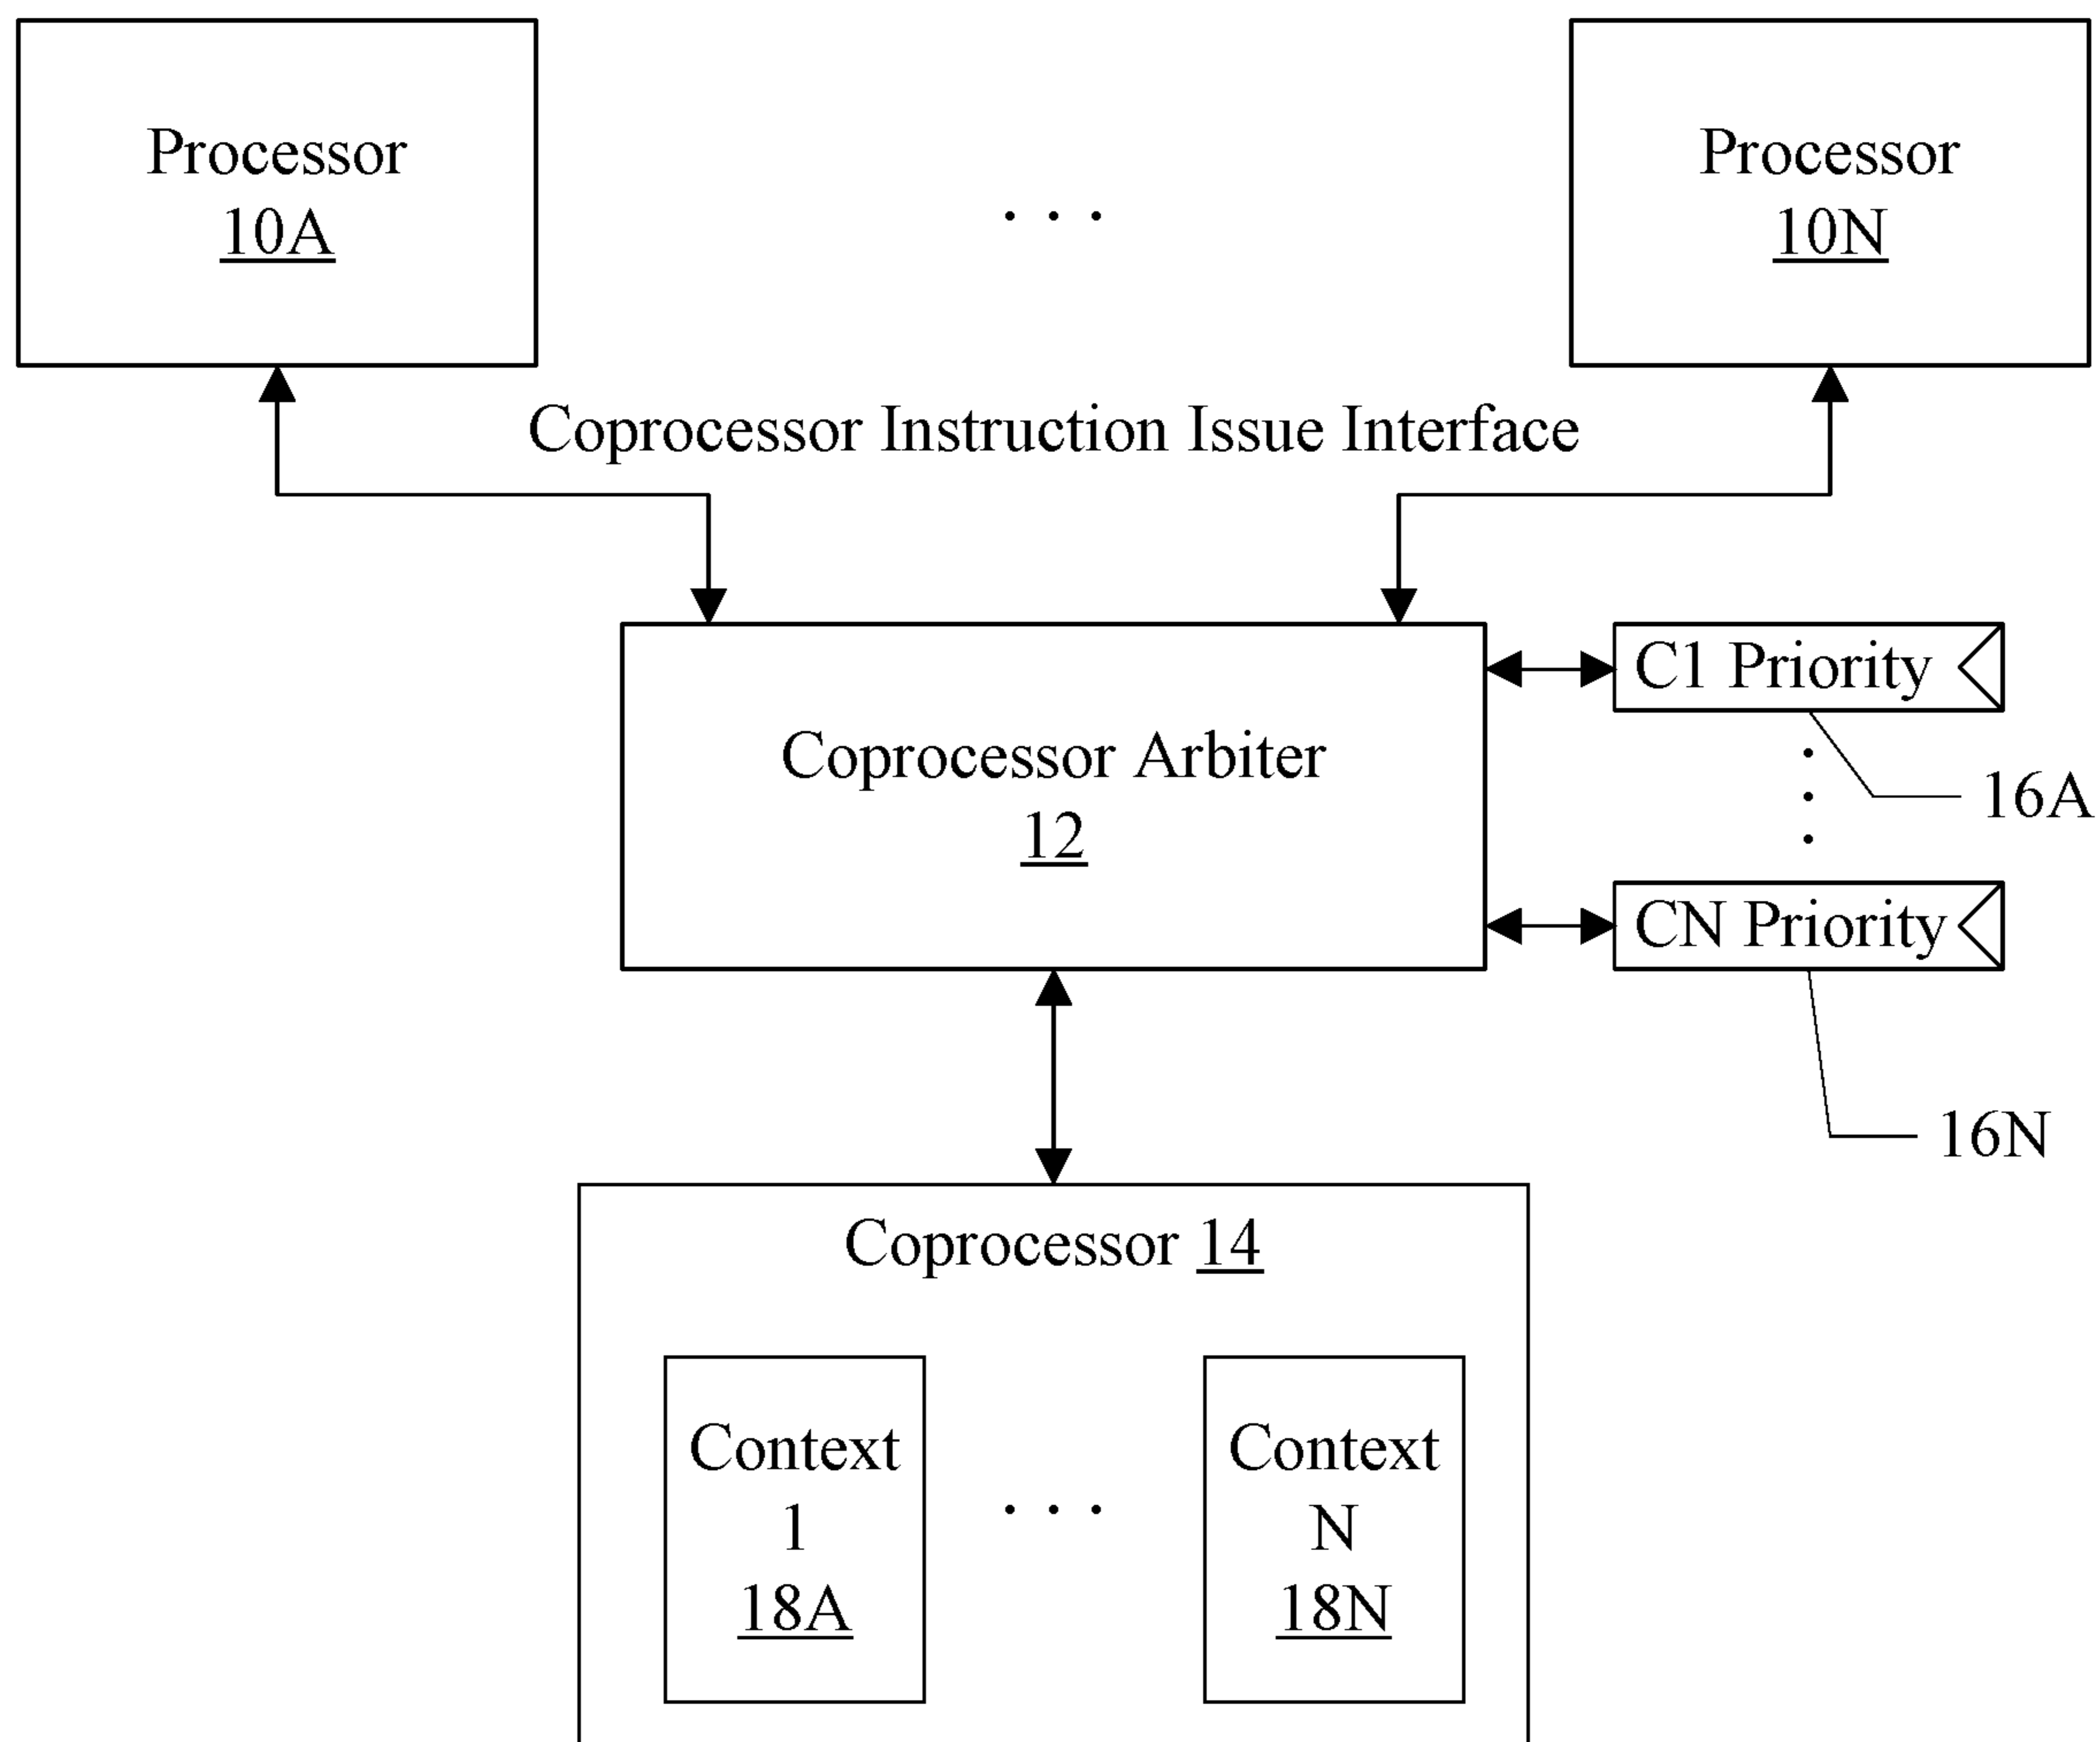 Processor
10A
. . .
Processor
10N
Coprocessor Instruction Issue Interface
Coprocessor Arbiter
12
C1 Priority
16A
CN Priority
16N
Coprocessor 14
Context
1
18A
. . .
Context
N
18N